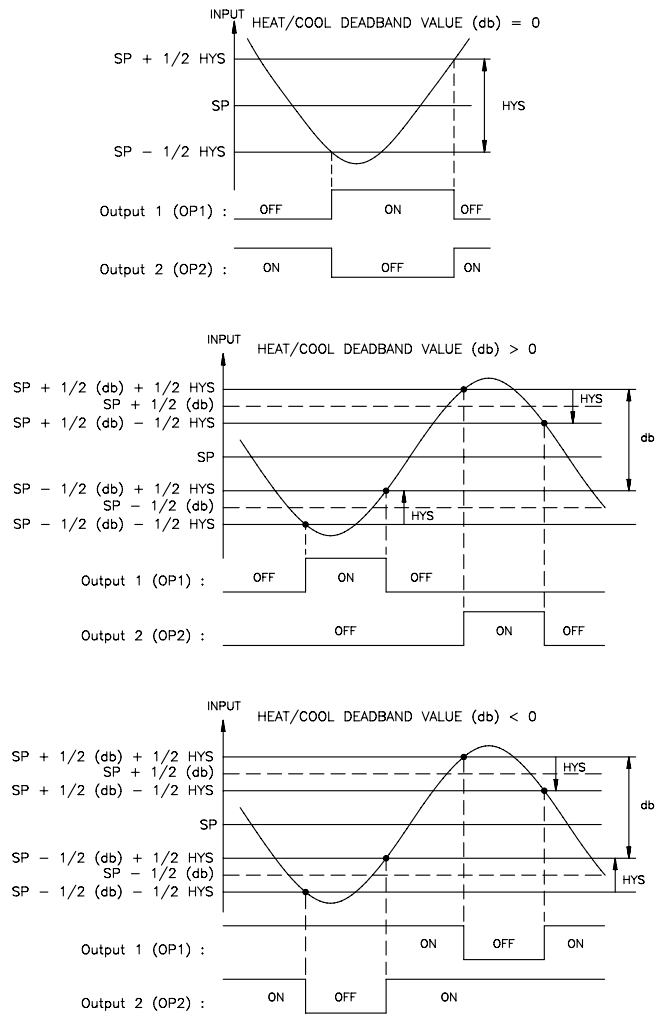 INPUT
HEAT/COOL DEADBAND VALUE (db) = 0
SP + 1/2 HYS
SP
HYS
SP - 1/2 HYS
Output 1 (OP1) : OFF ON OFF
Output 2 (OP2) : ON OFF ON
INPUT
HEAT/COOL DEADBAND VALUE (db) > 0
SP + 1/2 (db) + 1/2 HYS
SP + 1/2 (db)
HYS
SP + 1/2 (db) - 1/2 HYS
db
SP
SP - 1/2 (db) + 1/2 HYS
SP - 1/2 (db)
HYS
SP - 1/2 (db) - 1/2 HYS
Output 1 (OP1) : OFF ON OFF
Output 2 (OP2) : OFF ON OFF
INPUT
HEAT/COOL DEADBAND VALUE (db) < 0
SP + 1/2 (db) + 1/2 HYS
SP + 1/2 (db)
HYS
SP + 1/2 (db) - 1/2 HYS
db
SP
SP - 1/2 (db) + 1/2 HYS
SP - 1/2 (db)
HYS
SP - 1/2 (db) - 1/2 HYS
Output 1 (OP1) : ON OFF ON
Output 2 (OP2) : ON OFF ON